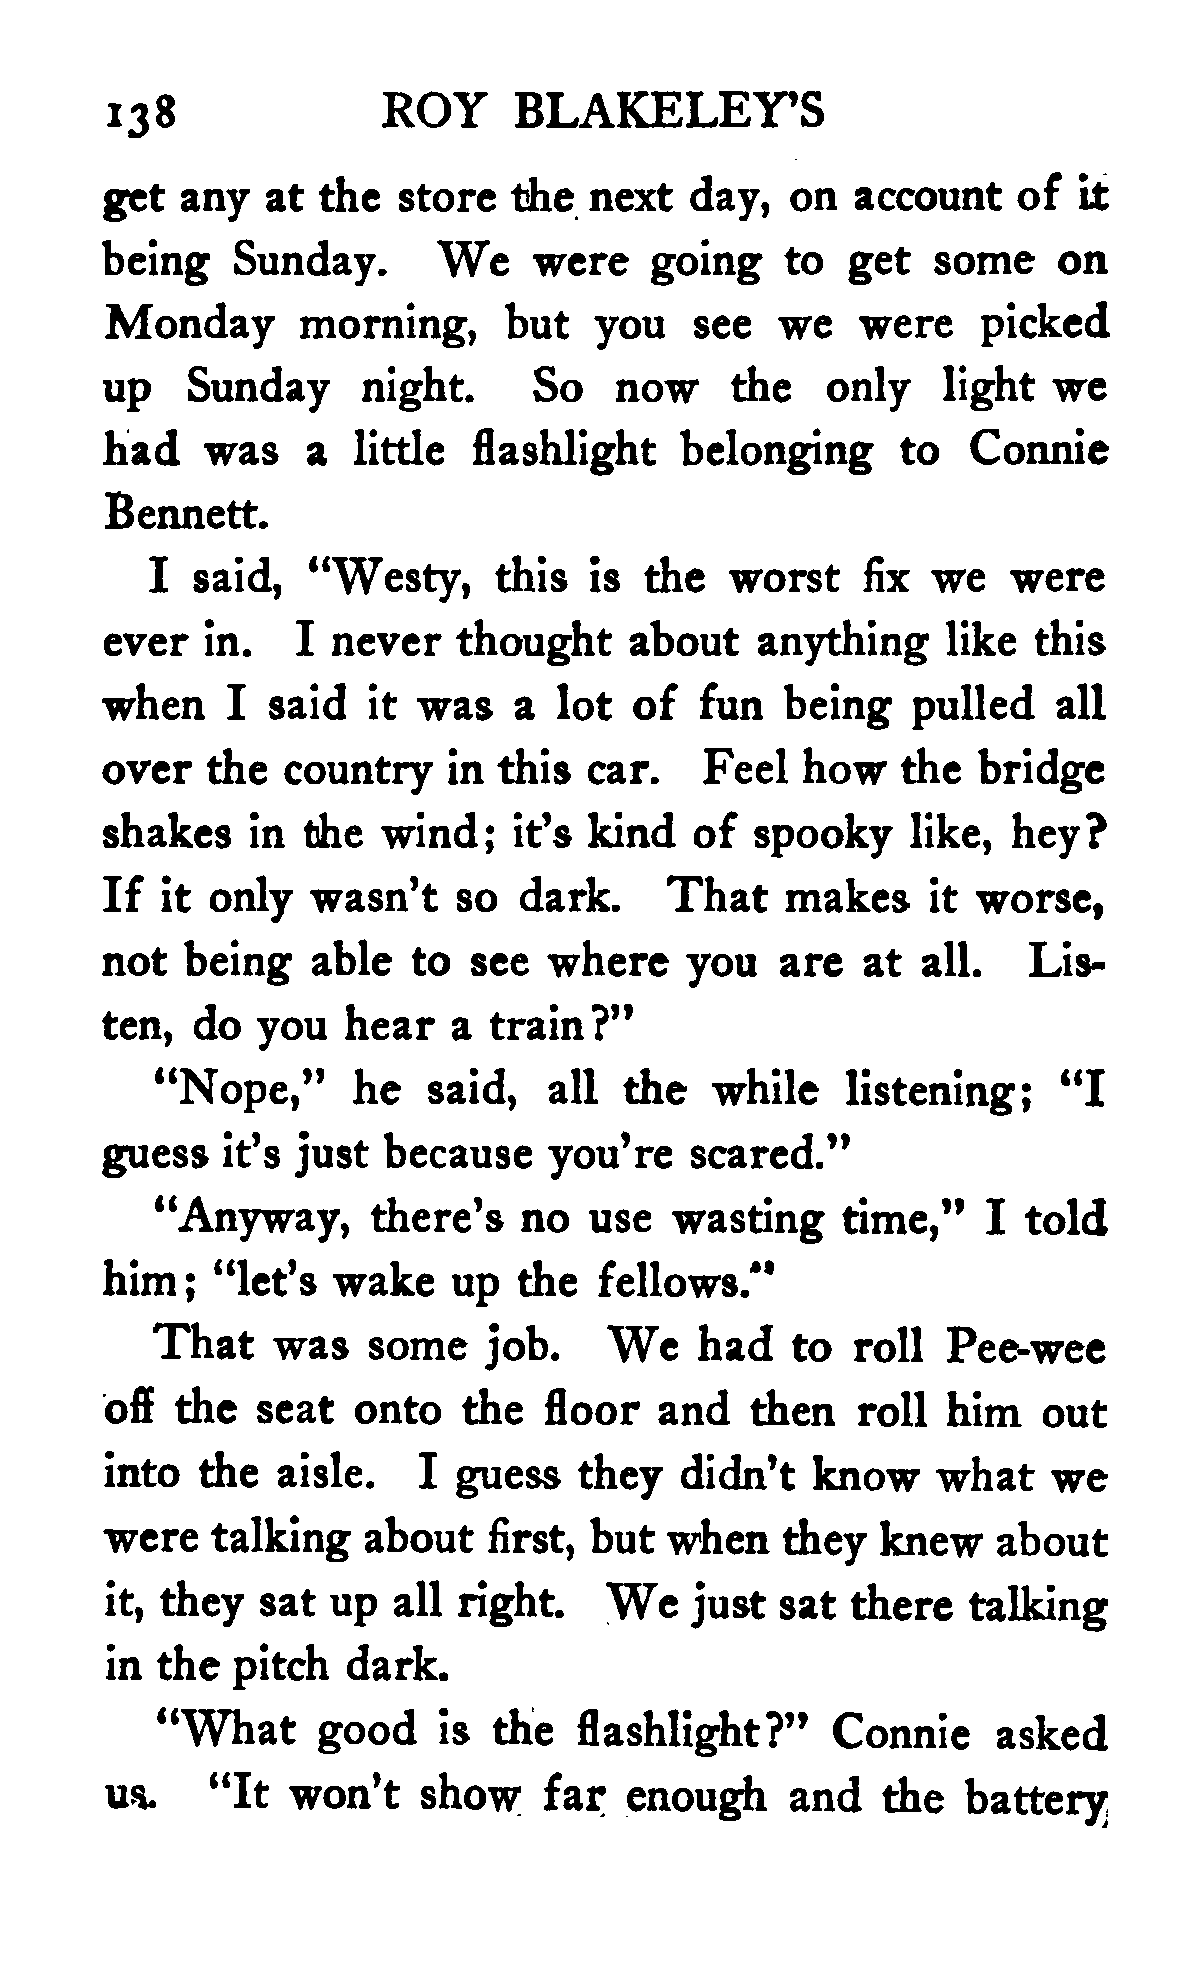 138 ROY BLAKELEY'S
get any at the store the next day, on account of it
being Sunday. We were going to get some on
Monday morning, but you see we were picked
up Sunday night. So now the only light we
had was a little flashlight belonging to Connie
Bennett.
I said, "Westy, this is the worst fix we were
ever in. I never thought about anything like this
when I said it was a lot of fun being pulled all
over the country in this car. Feel how the bridge
shakes in the wind; it's kind of spooky like, hey?
If it only wasn't so dark. That makes it worse,
not being able to see where you are at all. Lis-
ten, do you hear a train?"
"Nope," he said, all the while listening; "I
guess it's just because you're scared."
"Anyway, there's no use wasting time," I told
him; "let's wake up the fellows."
That was some job. We had to roll Pee-wee
off the seat onto the floor and then roll him out
into the aisle. I guess they didn't know what we
were talking about first, but when they knew about
it, they sat up all right. We just sat there talking
in the pitch dark.
"What good is the flashlight?" Connie asked
us. "It won't show far enough and the battery